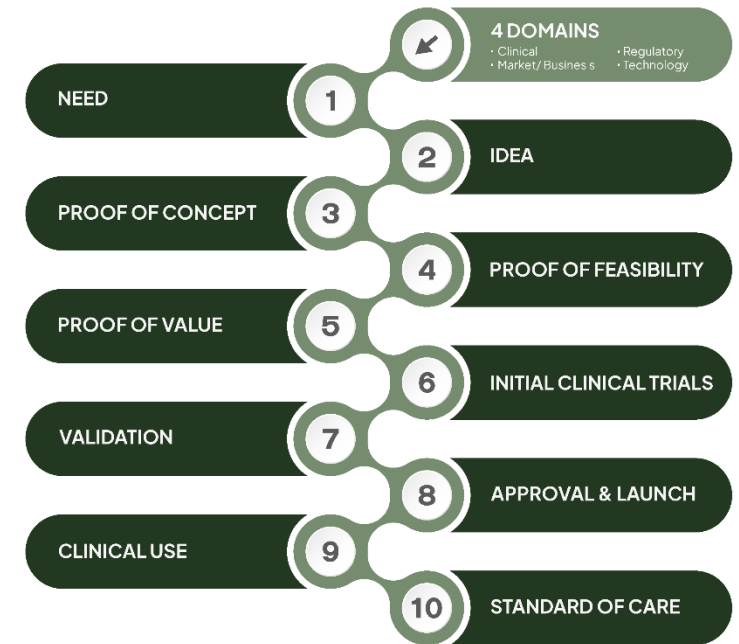 4 DOMAINS
• Clinical • Regulatory
• Market/ Busines s • Technology
NEED 1
2 IDEA
PROOF OF CONCEPT 3
4 PROOF OF FEASIBILITY
PROOF OF VALUE 5
6 INITIAL CLINICAL TRIALS
VALIDATION 7
8 APPROVAL & LAUNCH
CLINICAL USE 9
10 STANDARD OF CARE